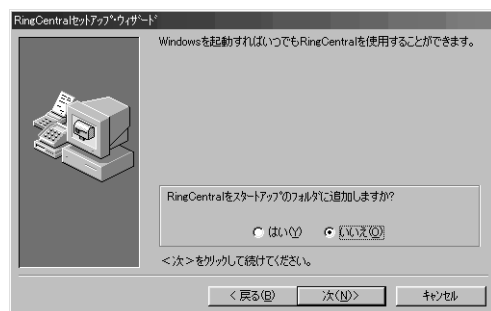 RingCentralｾｯﾄｱｯﾌﾟ･ｳｨｻﾞｰﾄﾞ
Windowsを起動すればいつでもRingCentralを使用することができます。
RingCentralをｽﾀｰﾄｱｯﾌﾟのﾌｫﾙﾀﾞに追加しますか?
はい(Y)
いいえ(O)
＜次＞をｸﾘｯｸして続けてください。
< 戻る(B)
次(N)>
ｷｬﾝｾﾙ